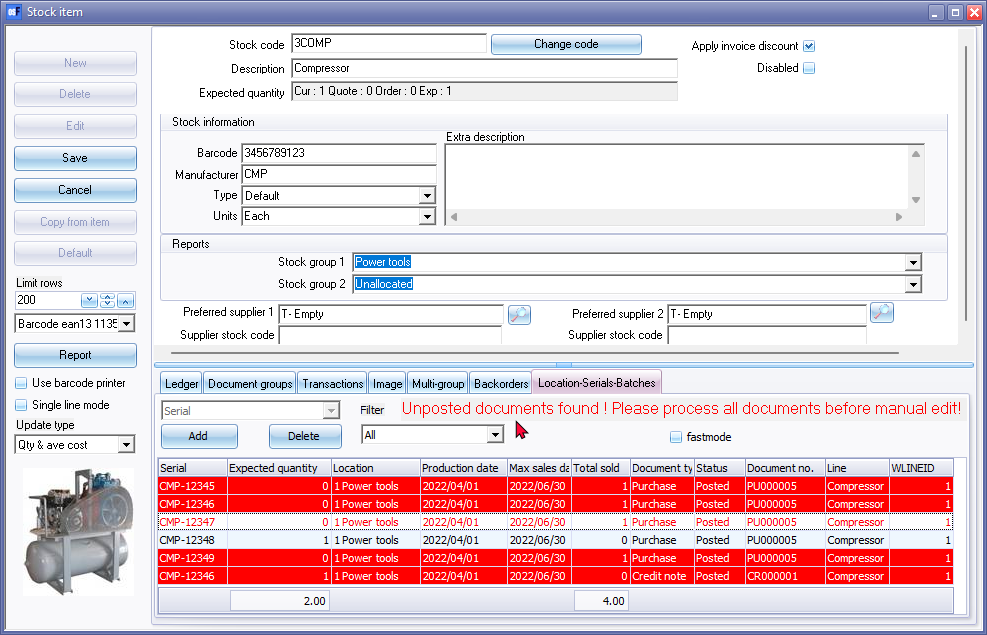 Stock item
New
Delete
Edit
Save
Cancel
Copy from item
Default
Limit rows
200
Barcode ean13 1135
Report
Use barcode printer
Single line mode
Update type
Qty & ave cost
Stock code 3COMP Change code Apply invoice discount
Description Compressor Disabled
Expected quantity Cur : 1 Quote : 0 Order : 0 Exp : 1
Stock information
Extra description
Barcode 3456789123
Manufacturer CMP
Type Default
Units Each
Reports
Stock group 1 Power tools
Stock group 2 Unallocated
Preferred supplier 1 T- Empty Preferred supplier 2 T- Empty
Supplier stock code Supplier stock code
Ledger Document groups Transactions Image Multi-group Backorders Location-Serials-Batches
Serial Filter Unposted documents found ! Please process all documents before manual edit!
Add Delete All fastmode
Serial Expected quantity Location Production date Max sales da Total sold Document ty Status Document no. Line WLINEID
CMP-12345 0 1 Power tools 2022/04/01 2022/06/30 1 Purchase Posted PU000005 Compressor 1
CMP-12346 0 1 Power tools 2022/04/01 2022/06/30 1 Purchase Posted PU000005 Compressor 1
CMP-12347 0 1 Power tools 2022/04/01 2022/06/30 1 Purchase Posted PU000005 Compressor 1
CMP-12348 1 1 Power tools 2022/04/01 2022/06/30 0 Purchase Posted PU000005 Compressor 1
CMP-12349 0 1 Power tools 2022/04/01 2022/06/30 1 Purchase Posted PU000005 Compressor 1
CMP-12346 1 1 Power tools 2022/04/01 2022/06/30 0 Credit note Posted CR000001 Compressor 1
2.00 4.00